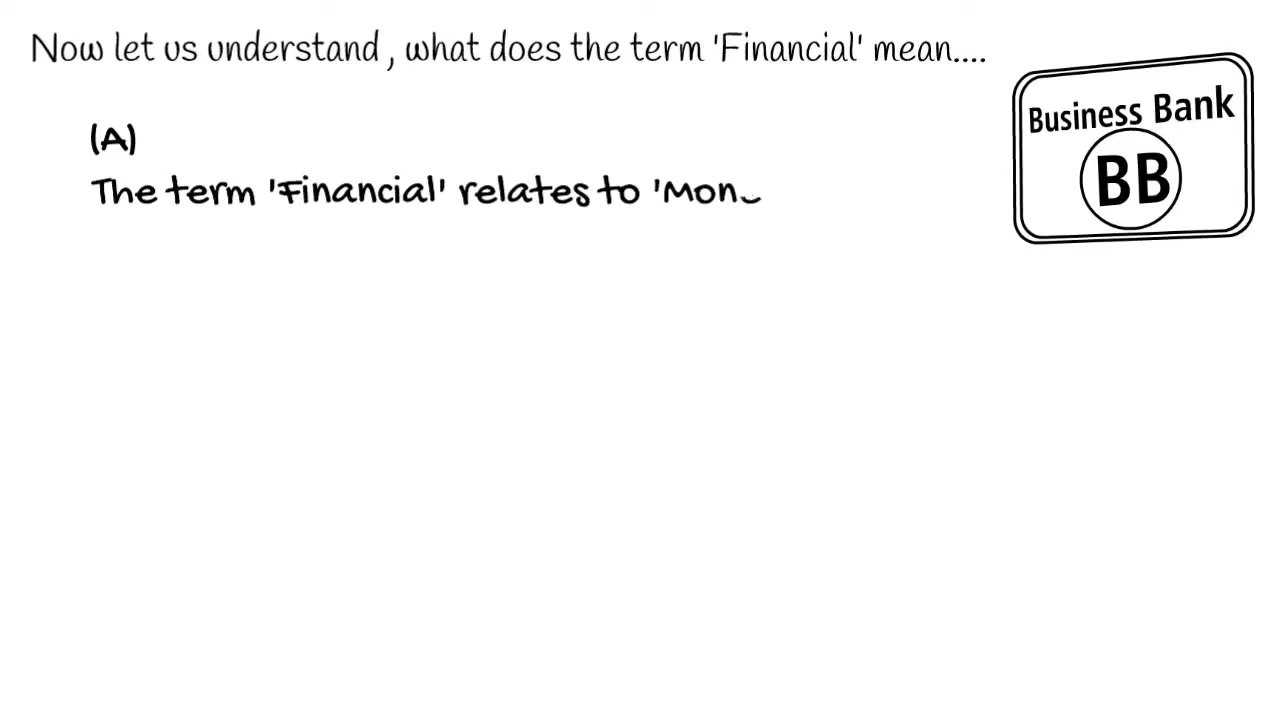 Now let us understand , what does the term 'Financial' mean....
Business Bank
BB
(A)
The term 'Financial' relates to 'Mon